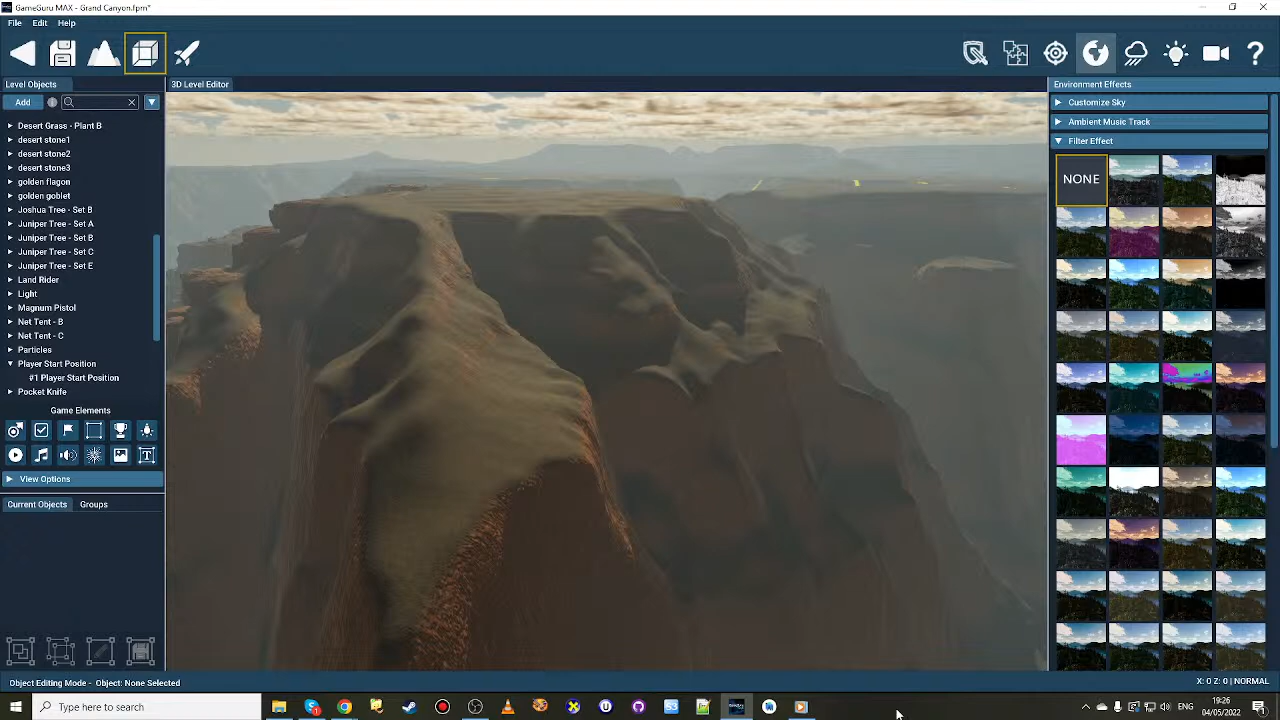 GameGuru MAX - Grand Canyon.fpm*
File Edit Help
Level Objects
3D Level Editor
Environment Effects
Add
Customize Sky
Ambient Music Track
Filter Effect
NONE
Desert Grass - Plant B
desert stone1
desert stone2
desert stone3
golden flagon
golden goblet
Joshua Tree - Set B
Juniper Tree - Set A
Juniper Tree - Set B
Juniper Tree - Set C
Juniper Tree - Set E
Land Rider
Light
Magnum Pistol
Net Tent - B
Net Tent - C
Particles
Player Start Position
#1 Player Start Position
Pocket Knife
Game Elements
View Options
Current Objects Groups
Object Editing Mode - Object: None Selected
X: 0 Z: 0 | NORMAL
Type here to search
ENG
19:26
04/05/2022